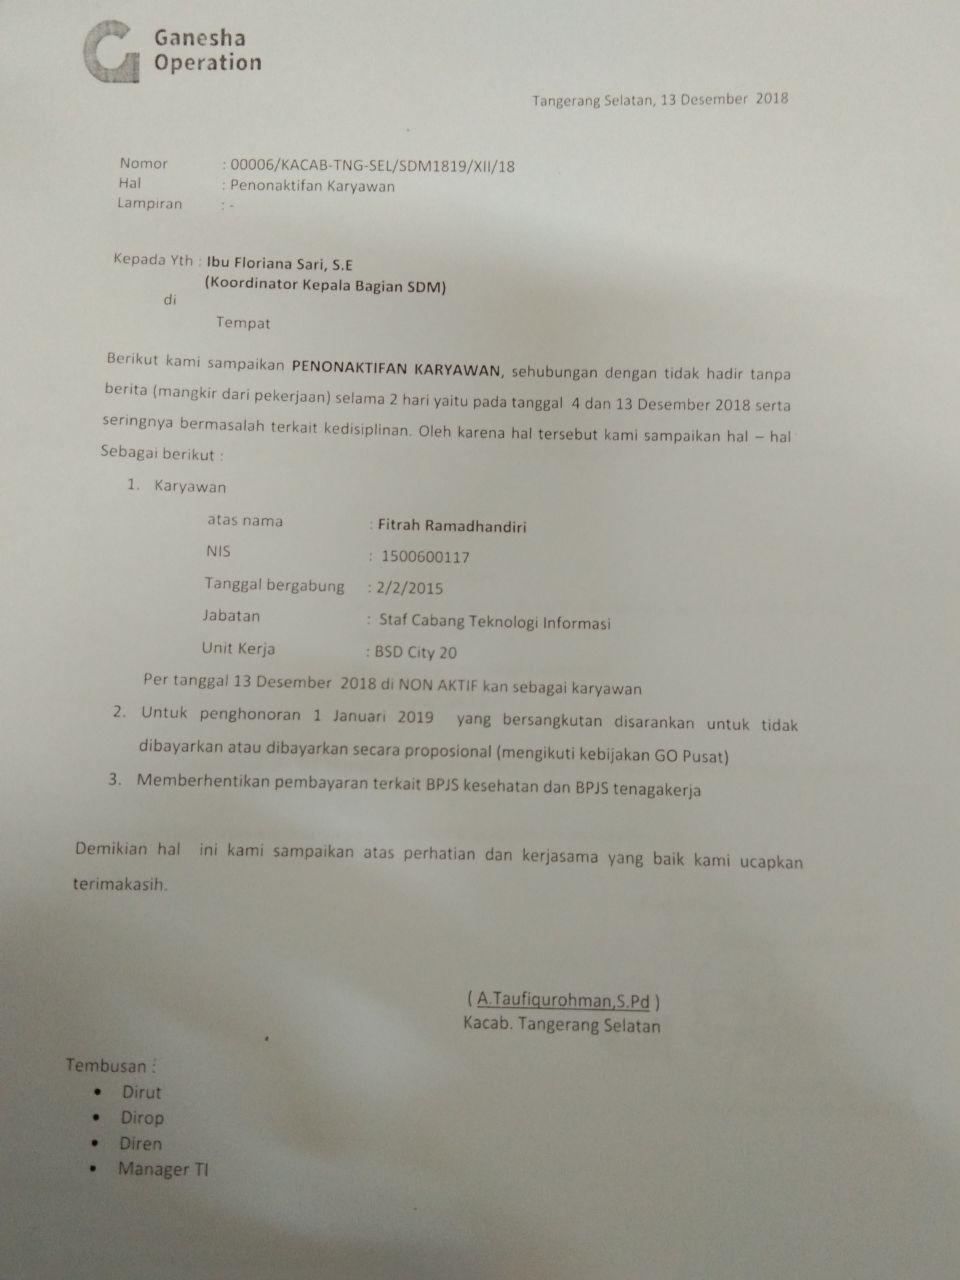 Ganesha
Operation
Tangerang Selatan, 13 Desember 2018
Nomor : 00006/KACAB-TNG-SEL/SDM1819/XII/18
Hal : Penonaktifan Karyawan
Lampiran : -
Kepada Yth : Ibu Floriana Sari, S.E
(Koordinator Kepala Bagian SDM)
di
Tempat
Berikut kami sampaikan PENONAKTIFAN KARYAWAN, sehubungan dengan tidak hadir tanpa
berita (mangkir dari pekerjaan) selama 2 hari yaitu pada tanggal 4 dan 13 Desember 2018 serta
seringnya bermasalah terkait kedisiplinan. Oleh karena hal tersebut kami sampaikan hal – hal
Sebagai berikut :
1. Karyawan
atas nama : Fitrah Ramadhandiri
NIS : 1500600117
Tanggal bergabung : 2/2/2015
Jabatan : Staf Cabang Teknologi Informasi
Unit Kerja : BSD City 20
Per tanggal 13 Desember 2018 di NON AKTIF kan sebagai karyawan
2. Untuk penghonoran 1 Januari 2019 yang bersangkutan disarankan untuk tidak
dibayarkan atau dibayarkan secara proposional (mengikuti kebijakan GO Pusat)
3. Memberhentikan pembayaran terkait BPJS kesehatan dan BPJS tenagakerja
Demikian hal ini kami sampaikan atas perhatian dan kerjasama yang baik kami ucapkan
terimakasih.
( A.Taufiqurohman,S.Pd )
Kacab. Tangerang Selatan
Tembusan :
• Dirut
• Dirop
• Diren
• Manager TI